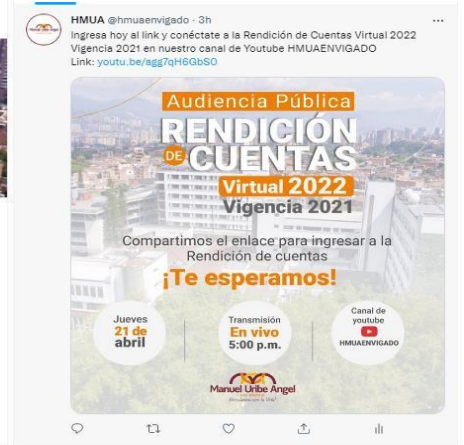 HMUA @hmuaenvigado · 3h
Ingresa hoy al link y conéctate a la Rendición de Cuentas Virtual 2022
Vigencia 2021 en nuestro canal de Youtube HMUAENVIGADO
Link: youtu.be/agg7qH6GbS0
Audiencia Pública
RENDICIÓN
DE CUENTAS
Virtual 2022
Vigencia 2021
Compartimos el enlace para ingresar a la
Rendición de cuentas
¡Te esperamos!
Jueves
21 de
abril
Transmisión
En vivo
5:00 p.m.
Canal de
youtube
HMUAENVIGADO
Manuel Uribe Ángel